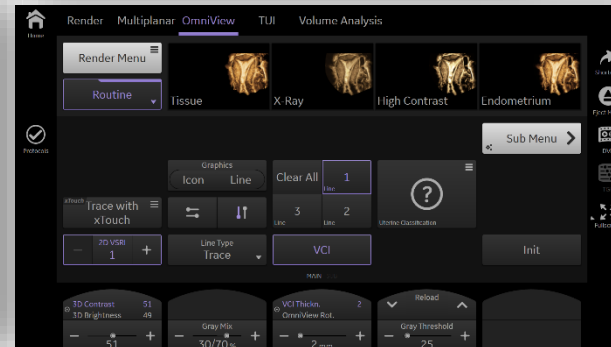 Render Multiplanar OmniView TUI Volume Analysis
Home
Render Menu
Routine
Tissue X-Ray High Contrast Endometrium
Protocols
Sub Menu
Graphics
Icon Line
Clear All 1
Line
xTouch Trace with
xTouch
3 2
Line Line
?
Uterine Classification
2D VSRI
− 1 +
Line Type
Trace
VCI
Init
MAIN
3D Contrast 51
3D Brightness 49
VCI Thickn. 2
OmniView Rot.
Reload
Gray Mix
Gray Threshold
− 51 +
− 30/70 % +
− 2 mm +
− 25 +